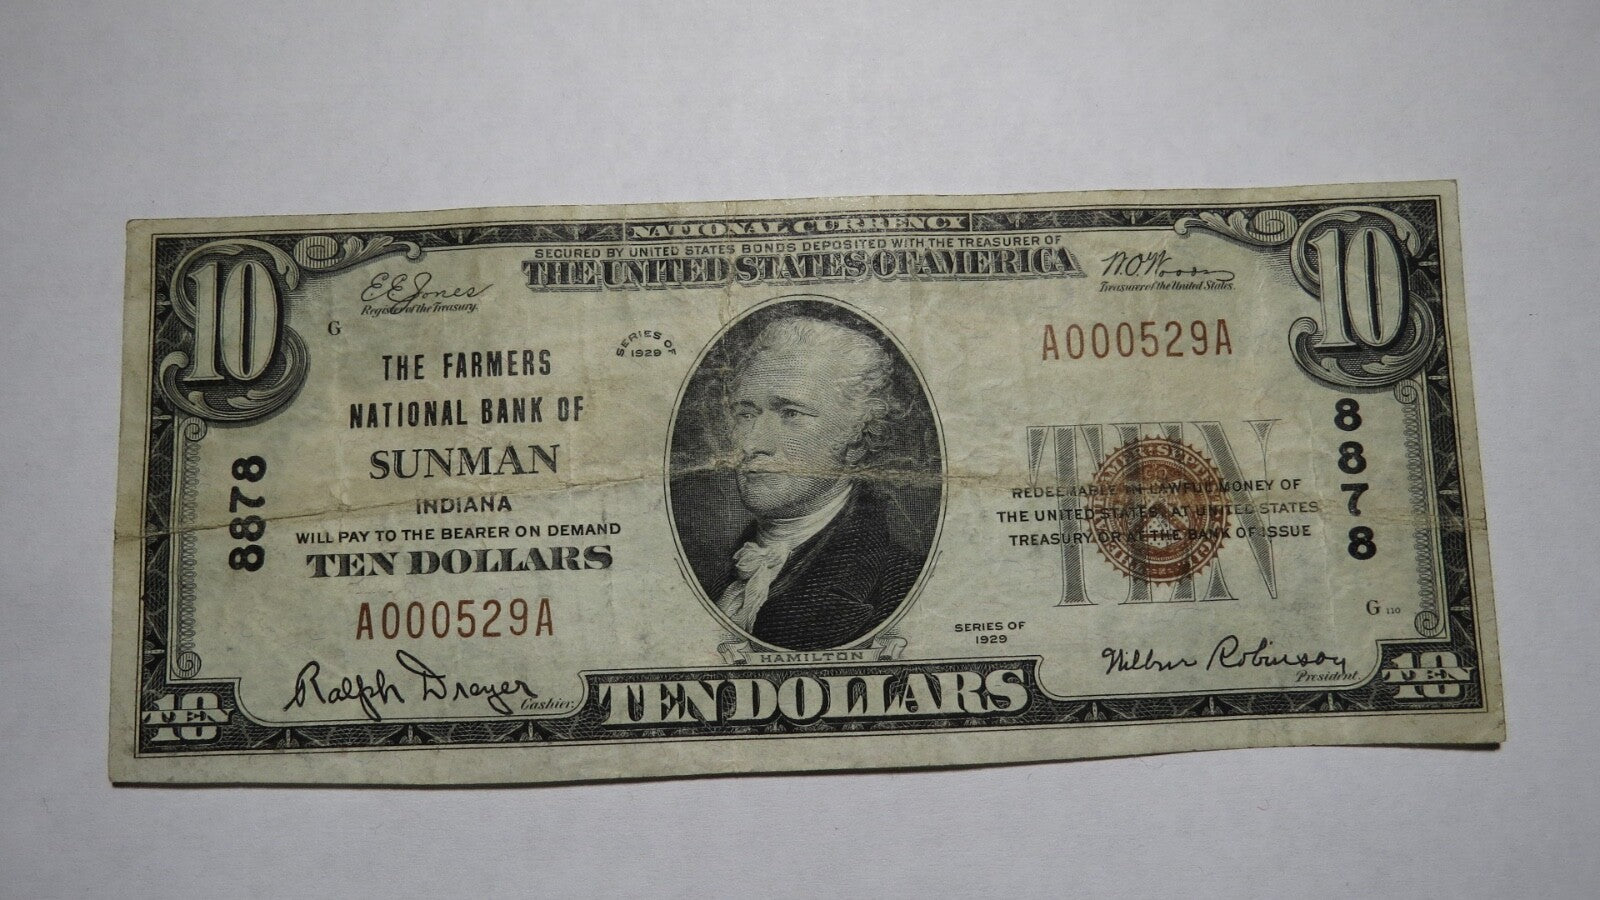 NATIONAL CURRENCY
SECURED BY UNITED STATES BONDS DEPOSITED WITH THE TREASURER OF
THE UNITED STATES OF AMERICA
10
10
E E Jones
Register of the Treasury.
W.O. Woods
Treasurer of the United States.
G
SERIES OF
1929
A000529A
THE FARMERS
NATIONAL BANK OF
SUNMAN
INDIANA
WILL PAY TO THE BEARER ON DEMAND
TEN DOLLARS
8878
8878
TEN
REDEEMABLE IN LAWFUL MONEY OF
THE UNITED STATES AT UNITED STATES
TREASURY OR AT THE BANK OF ISSUE
A000529A
G 110
SERIES OF
1929
HAMILTON
Ralph Dreyer
Cashier.
Wilbur Robinson
President.
10
TEN
TEN DOLLARS
10
TEN